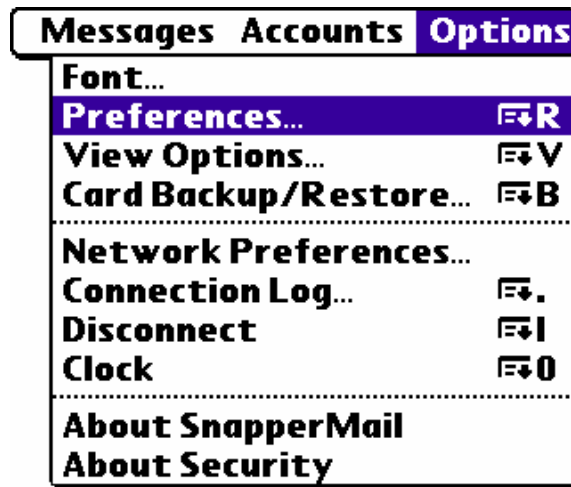 Messages Accounts Options
Font...
Preferences... R
View Options... V
Card Backup/Restore... B
Network Preferences...
Connection Log... .
Disconnect I
Clock 0
About SnapperMail
About Security